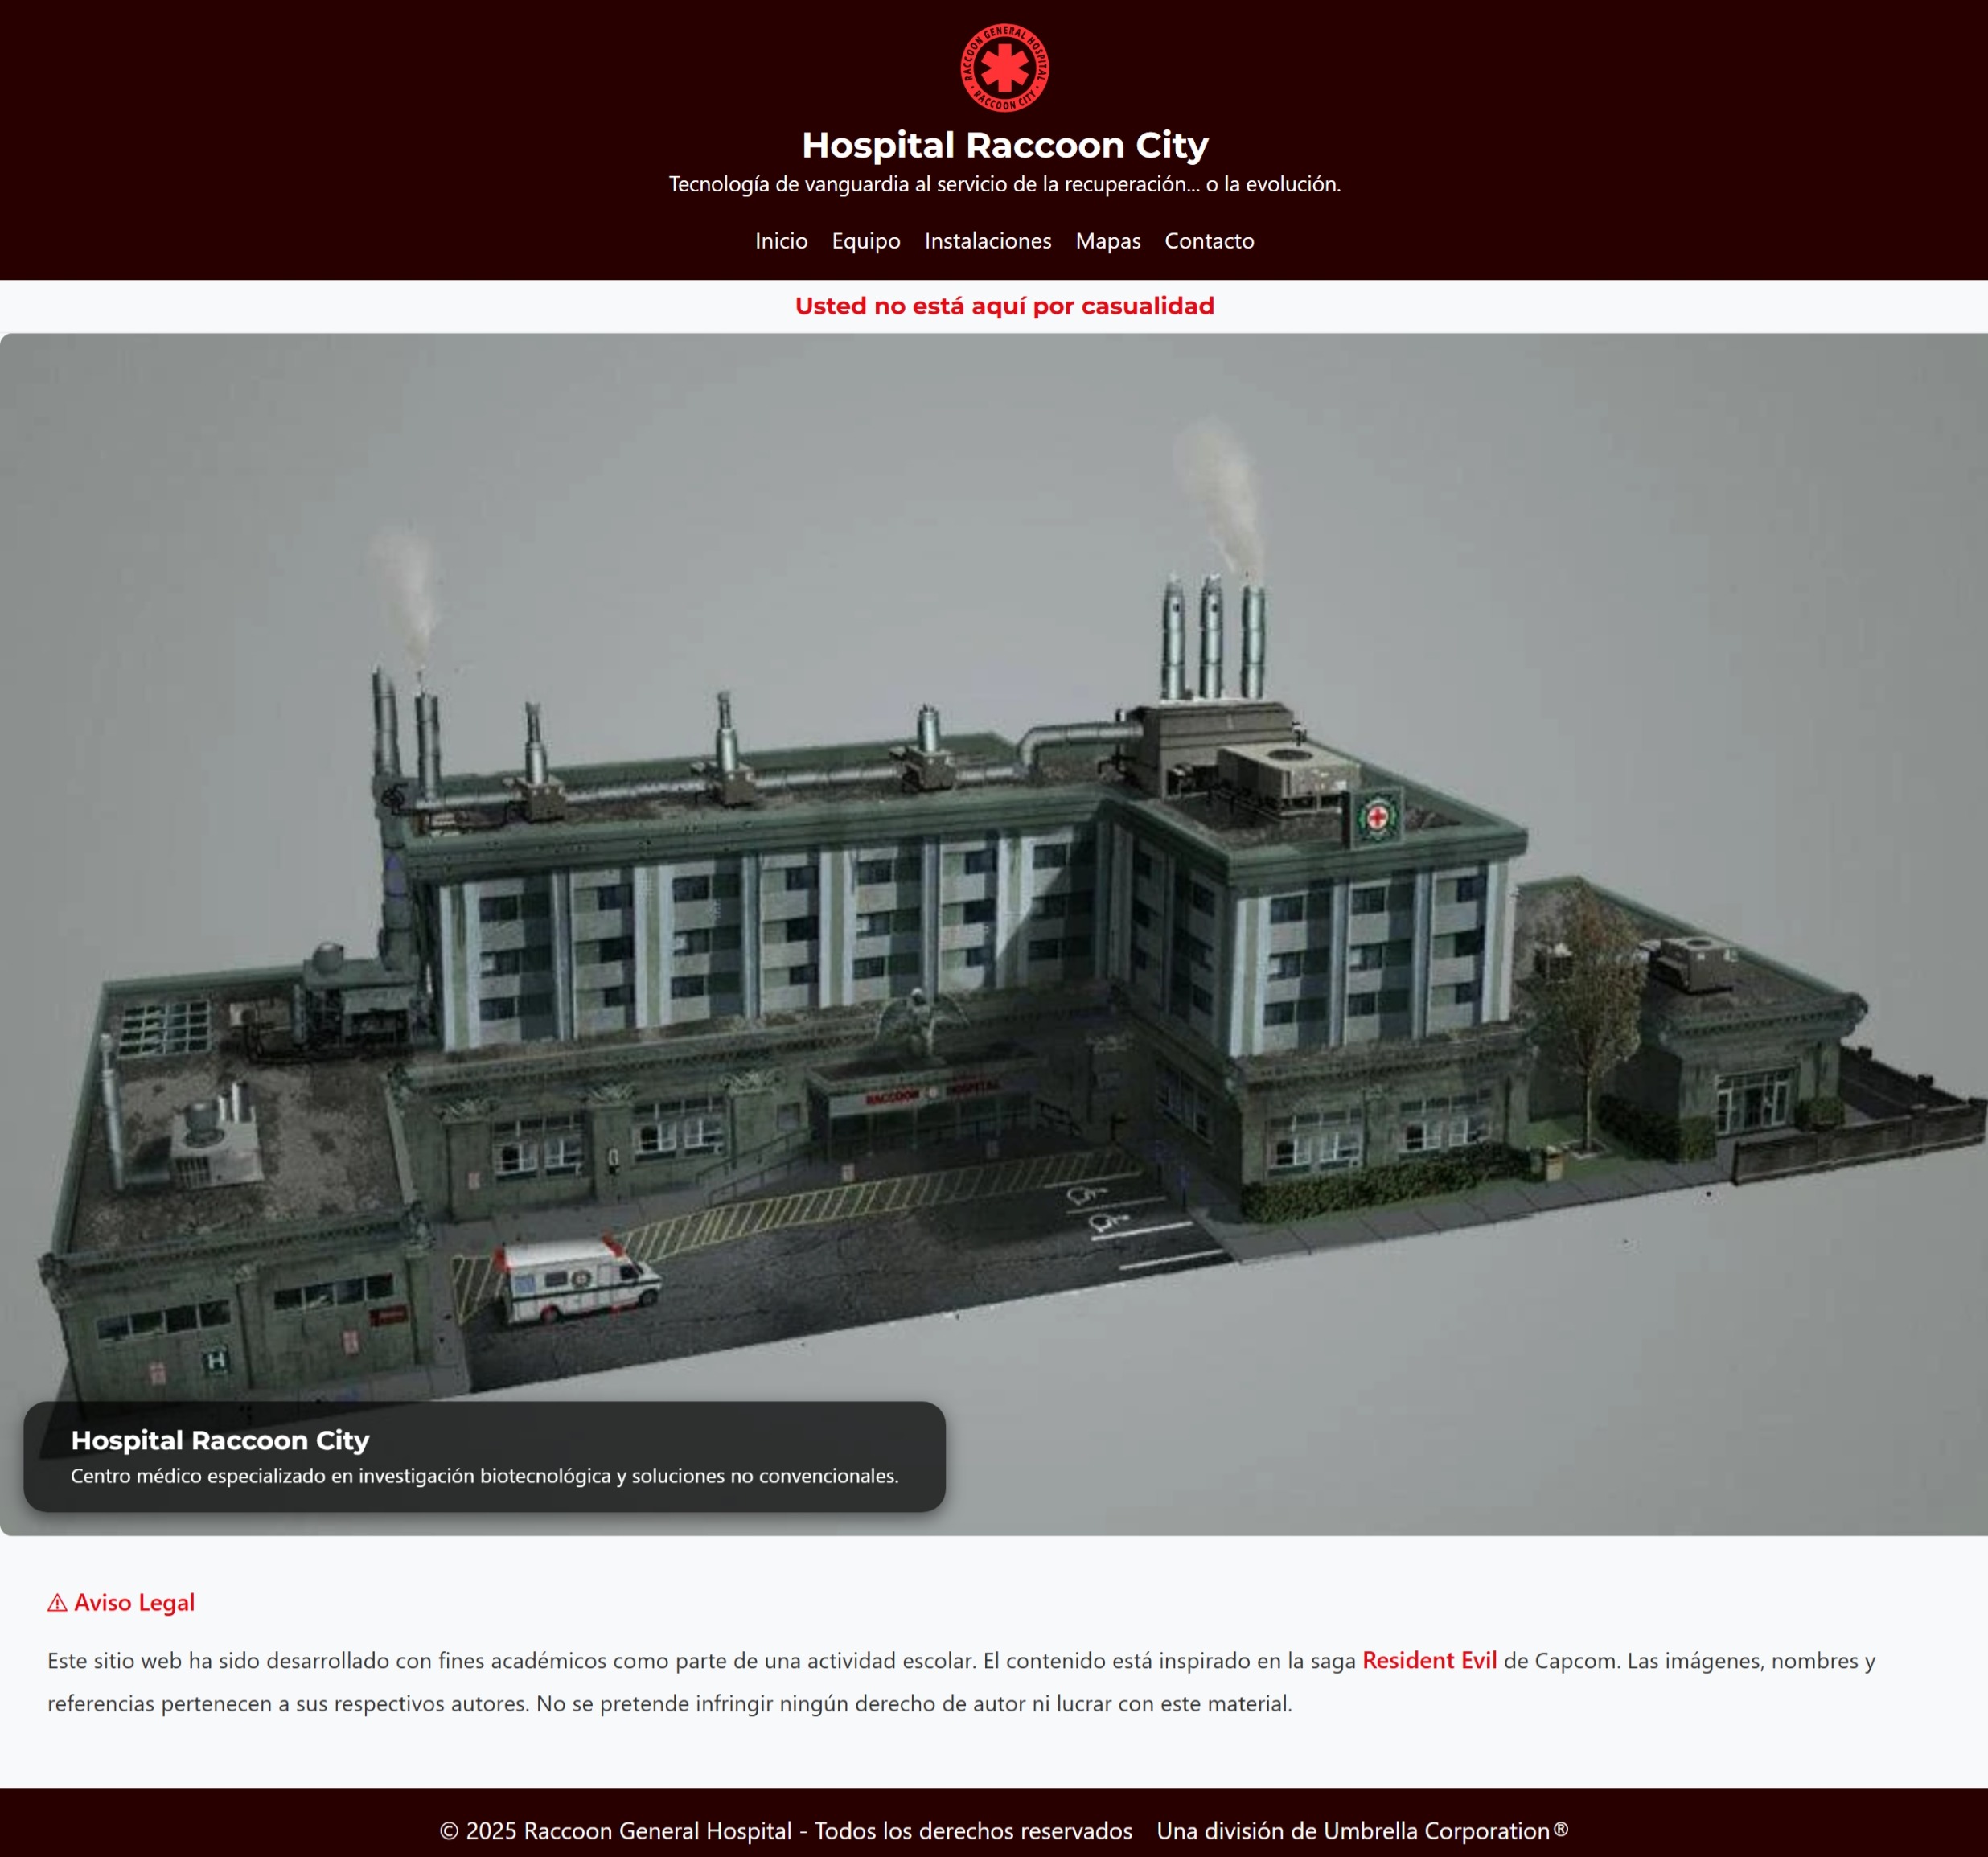 RACCOON GENERAL HOSPITAL
· RACCOON CITY ·
Hospital Raccoon City
Tecnología de vanguardia al servicio de la recuperación... o la evolución.
Inicio Equipo Instalaciones Mapas Contacto
Usted no está aquí por casualidad
RACCOON HOSPITAL
H
Hospital Raccoon City
Centro médico especializado en investigación biotecnológica y soluciones no convencionales.
⚠ Aviso Legal
Este sitio web ha sido desarrollado con fines académicos como parte de una actividad escolar. El contenido está inspirado en la saga Resident Evil de Capcom. Las imágenes, nombres y
referencias pertenecen a sus respectivos autores. No se pretende infringir ningún derecho de autor ni lucrar con este material.
© 2025 Raccoon General Hospital - Todos los derechos reservados Una división de Umbrella Corporation®